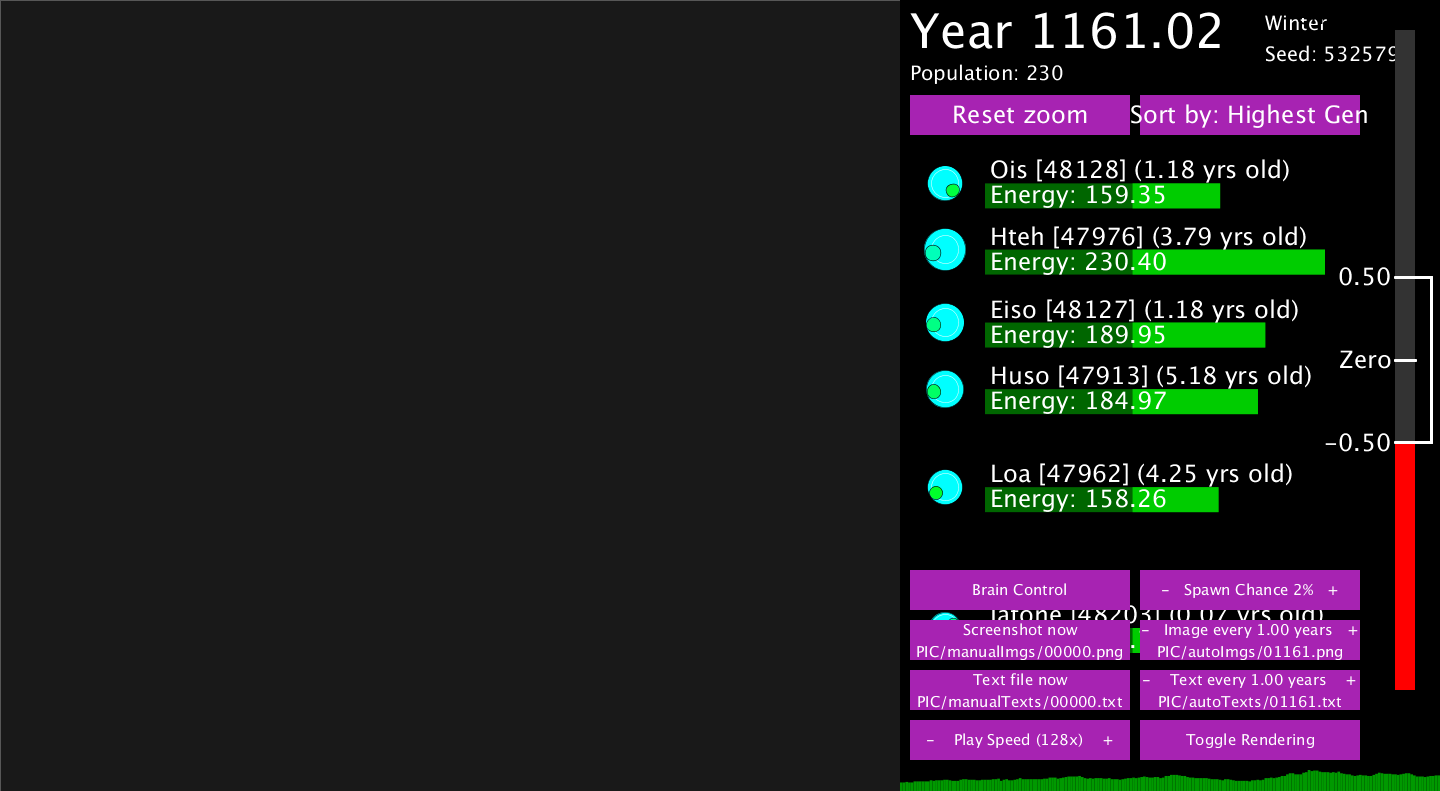 Year 1161.02
Winter
Seed: 532579
Population: 230
Reset zoom
Sort by: Highest Gen
Ois [48128] (1.18 yrs old)
Energy: 159.35
Hteh [47976] (3.79 yrs old)
Energy: 230.40
0.50
Eiso [48127] (1.18 yrs old)
Energy: 189.95
Zero
Huso [47913] (5.18 yrs old)
Energy: 184.97
-0.50
Loa [47962] (4.25 yrs old)
Energy: 158.26
Brain Control
- Spawn Chance 2% +
[48203] (0.07 yrs old)
Screenshot now
PIC/manualImgs/00000.png
- Image every 1.00 years +
PIC/autoImgs/01161.png
Text file now
PIC/manualTexts/00000.txt
- Text every 1.00 years +
PIC/autoTexts/01161.txt
- Play Speed (128x) +
Toggle Rendering